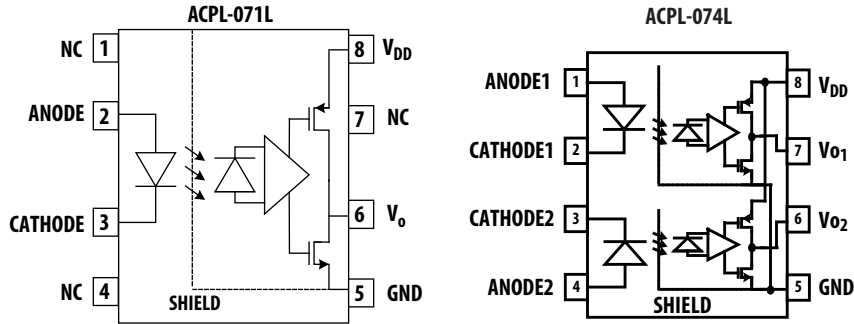 ACPL-071L
NC 1
ANODE 2
CATHODE 3
NC 4
8 VDD
7 NC
6 Vo
5 GND
SHIELD
ACPL-074L
ANODE1 1
CATHODE1 2
CATHODE2 3
ANODE2 4
8 VDD
7 Vo1
6 Vo2
5 GND
SHIELD